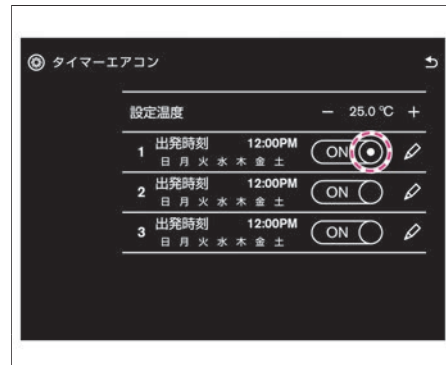 タイマーエアコン
設定温度 − 25.0 ℃ +
1 出発時刻 12:00PM ON
日 月 火 水 木 金 土
2 出発時刻 12:00PM ON
日 月 火 水 木 金 土
3 出発時刻 12:00PM ON
日 月 火 水 木 金 土